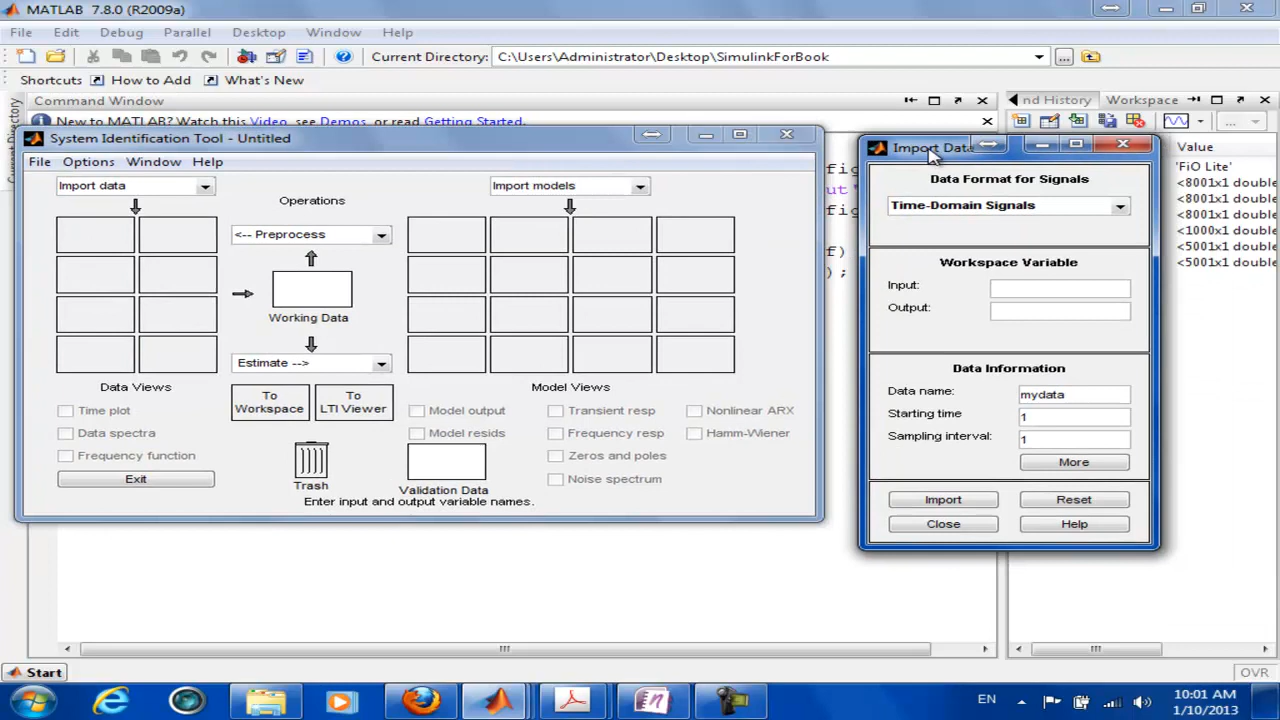 MATLAB 7.8.0 (R2009a)
File Edit Debug Parallel Desktop Window Help
Current Directory: C:\Users\Administrator\Desktop\SimulinkForBook ...
Shortcuts How to Add What's New
Command Window
nd History Workspace
New to MATLAB? Watch this Video, see Demos, or read Getting Started.
Current Directory
System Identification Tool - Untitled
File Options Window Help
Import data
Import models
Operations
<-- Preprocess
Working Data
Estimate -->
Data Views
Model Views
To Workspace
To LTI Viewer
Time plot
Data spectra
Frequency function
Model output
Model resids
Transient resp
Frequency resp
Zeros and poles
Noise spectrum
Nonlinear ARX
Hamm-Wiener
Exit
Trash
Validation Data
Enter input and output variable names.
Import Data
Data Format for Signals
Time-Domain Signals
Workspace Variable
Input:
Output:
Data Information
Data name: mydata
Starting time 1
Sampling interval: 1
More
Import Reset
Close Help
Value
'FiO Lite'
<8001x1 double
<8001x1 double
<8001x1 double
<1000x1 double
<5001x1 double
<5001x1 double
Start
OVR
EN
10:01 AM
1/10/2013